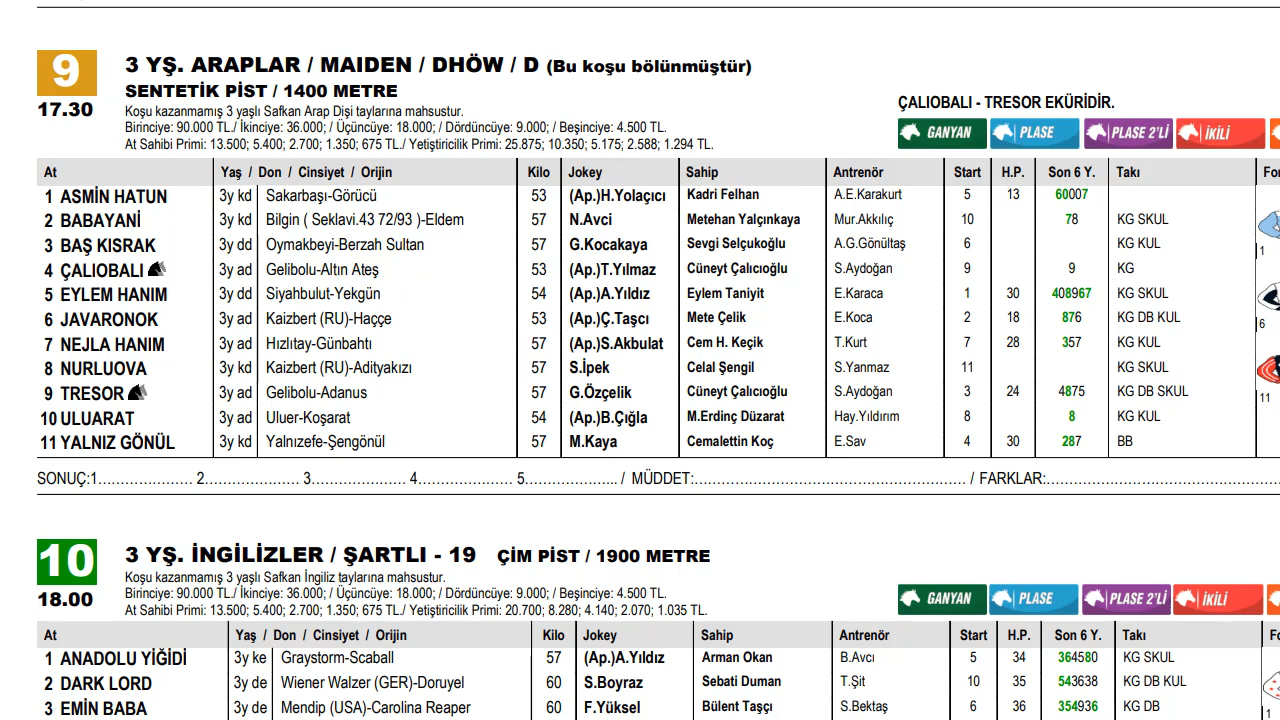 9
17.30
3 YŞ. ARAPLAR / MAIDEN / DHÖW / D (Bu koşu bölünmüştür)
SENTETİK PİST / 1400 METRE
Koşu kazanmamış 3 yaşlı Safkan Arap Dişi taylarına mahsustur.
Birinciye: 90.000 TL./ İkinciye: 36.000; / Üçüncüye: 18.000; / Dördüncüye: 9.000; / Beşinciye: 4.500 TL.
At Sahibi Primi: 13.500; 5.400; 2.700; 1.350; 675 TL./ Yetiştiricilik Primi: 25.875; 10.350; 5.175; 2.588; 1.294 TL.
ÇALIOBALI - TRESOR EKÜRİDİR.
GANYAN PLASE PLASE 2'Lİ İKİLİ
At Yaş / Don / Cinsiyet / Orijin Kilo Jokey Sahip Antrenör Start H.P. Son 6 Y. Takı For
1 ASMİN HATUN 3y kd Sakarbaşı-Görücü 53 (Ap.)H.Yolaçıcı Kadri Felhan A.E.Karakurt 5 13 60007
2 BABAYANİ 3y kd Bilgin ( Seklavi.43 72/93 )-Eldem 57 N.Avci Metehan Yalçınkaya Mur.Akkılıç 10 78 KG SKUL
3 BAŞ KISRAK 3y dd Oymakbeyi-Berzah Sultan 57 G.Kocakaya Sevgi Selçukoğlu A.G.Gönültaş 6 KG KUL 1
4 ÇALIOBALI 3y ad Gelibolu-Altın Ateş 53 (Ap.)T.Yılmaz Cüneyt Çalıcıoğlu S.Aydoğan 9 9 KG
5 EYLEM HANIM 3y dd Siyahbulut-Yekgün 54 (Ap.)A.Yıldız Eylem Taniyit E.Karaca 1 30 408967 KG SKUL
6 JAVARONOK 3y ad Kaizbert (RU)-Haççe 53 (Ap.)Ç.Taşcı Mete Çelik E.Koca 2 18 876 KG DB KUL 6
7 NEJLA HANIM 3y ad Hızlıtay-Günbahtı 57 (Ap.)S.Akbulat Cem H. Keçik T.Kurt 7 28 357 KG KUL
8 NURLUOVA 3y kd Kaizbert (RU)-Adityakızı 57 S.İpek Celal Şengil S.Yanmaz 11 KG SKUL
9 TRESOR 3y ad Gelibolu-Adanus 57 G.Özçelik Cüneyt Çalıcıoğlu S.Aydoğan 3 24 4875 KG DB SKUL 11
10 ULUARAT 3y ad Uluer-Koşarat 54 (Ap.)B.Çığla M.Erdinç Düzarat Hay.Yıldırım 8 8 KG KUL
11 YALNIZ GÖNÜL 3y kd Yalnızefe-Şengönül 57 M.Kaya Cemalettin Koç E.Sav 4 30 287 BB
SONUÇ:1..................... 2..................... 3..................... 4..................... 5..................... / MÜDDET:.............................................................. / FARKLAR:......................................................
10
18.00
3 YŞ. İNGİLİZLER / ŞARTLI - 19 ÇİM PİST / 1900 METRE
Koşu kazanmamış 3 yaşlı Safkan İngiliz taylarına mahsustur.
Birinciye: 90.000 TL./ İkinciye: 36.000; / Üçüncüye: 18.000; / Dördüncüye: 9.000; / Beşinciye: 4.500 TL.
At Sahibi Primi: 13.500; 5.400; 2.700; 1.350; 675 TL./ Yetiştiricilik Primi: 20.700; 8.280; 4.140; 2.070; 1.035 TL.
GANYAN PLASE PLASE 2'Lİ İKİLİ
At Yaş / Don / Cinsiyet / Orijin Kilo Jokey Sahip Antrenör Start H.P. Son 6 Y. Takı Fo
1 ANADOLU YİĞİDİ 3y ke Graystorm-Scaball 57 (Ap.)A.Yıldız Arman Okan B.Avcı 5 34 364580 KG SKUL
2 DARK LORD 3y de Wiener Walzer (GER)-Doruyel 60 S.Boyraz Sebati Duman T.Şit 10 35 543638 KG DB KUL
3 EMİN BABA 3y de Mendip (USA)-Carolina Reaper 60 F.Yüksel Bülent Taşçı S.Bektaş 6 36 354936 KG DB 1